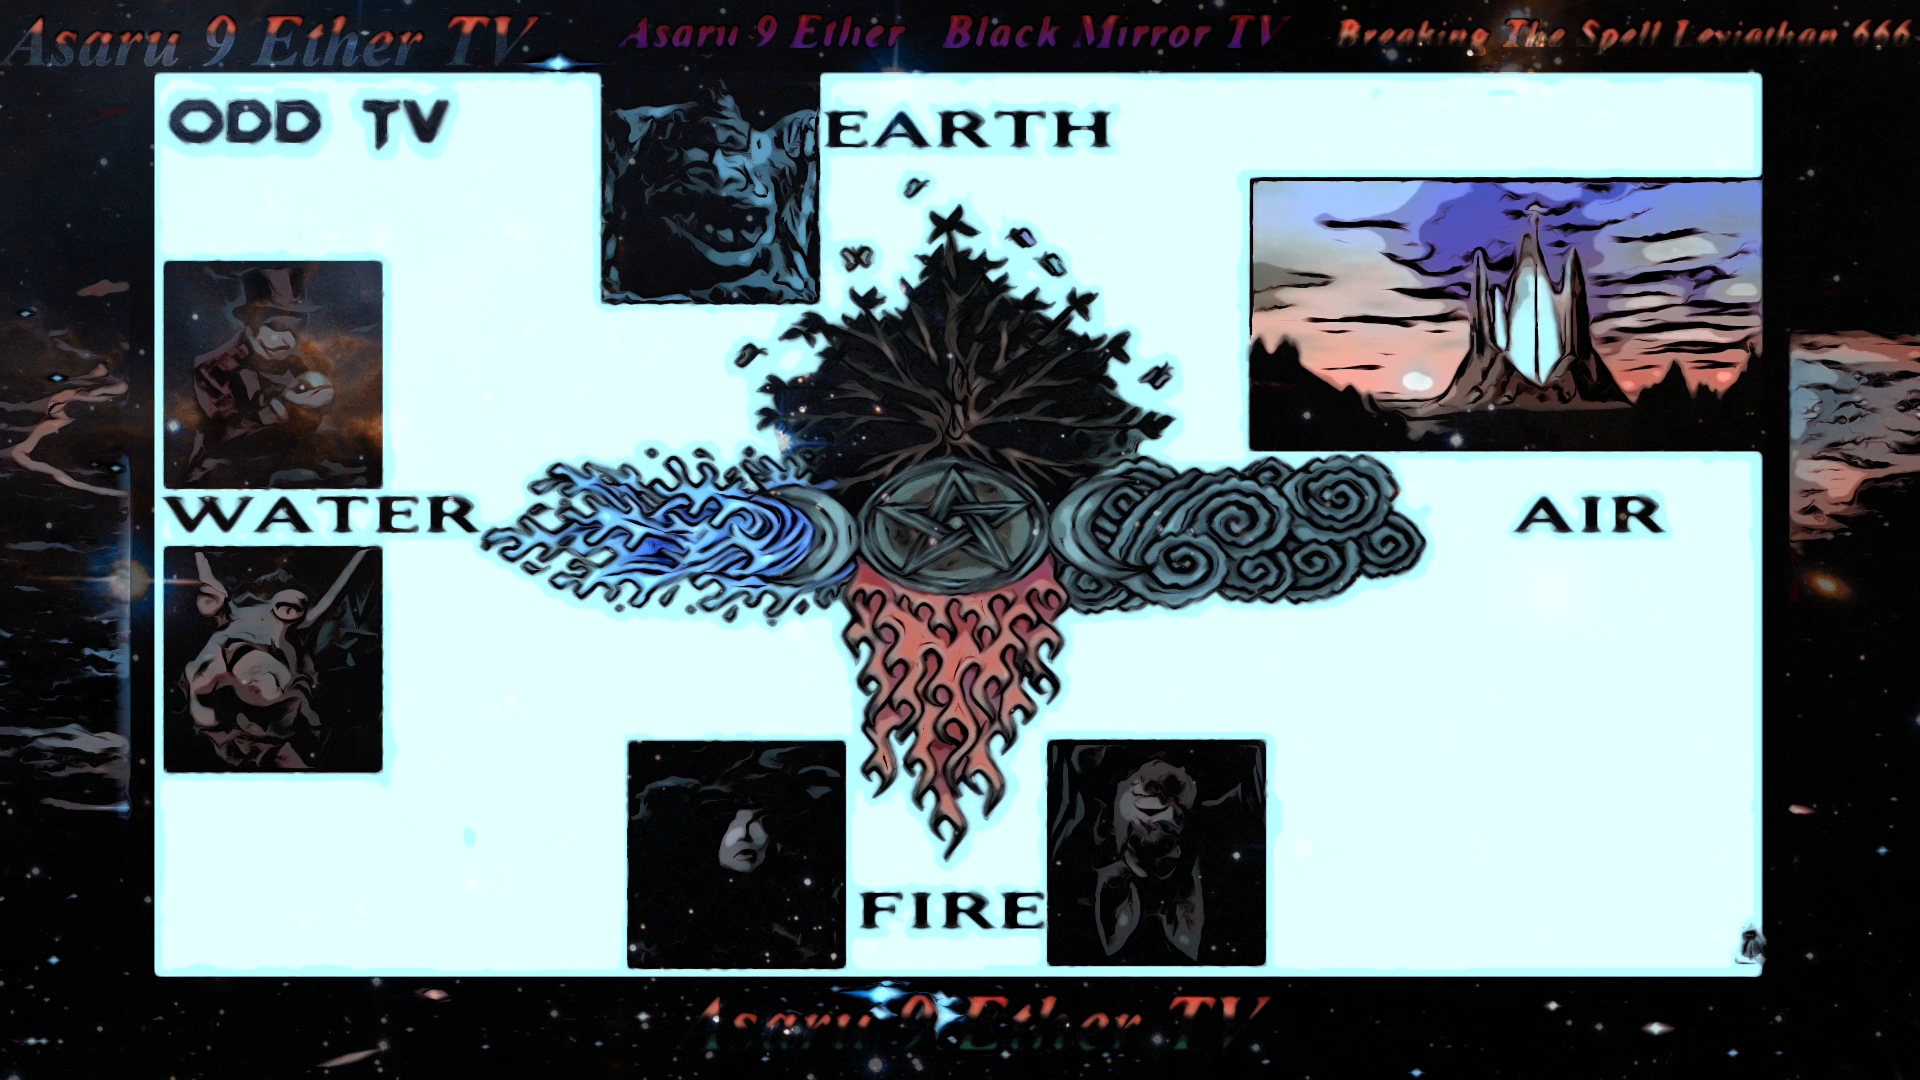 Asaru 9 Ether TV
Asaru 9 Ether Black Mirror TV
Breaking The Spell Leviathan 666
ODD TV
EARTH
WATER
AIR
FIRE
Asaru 9 Ether TV